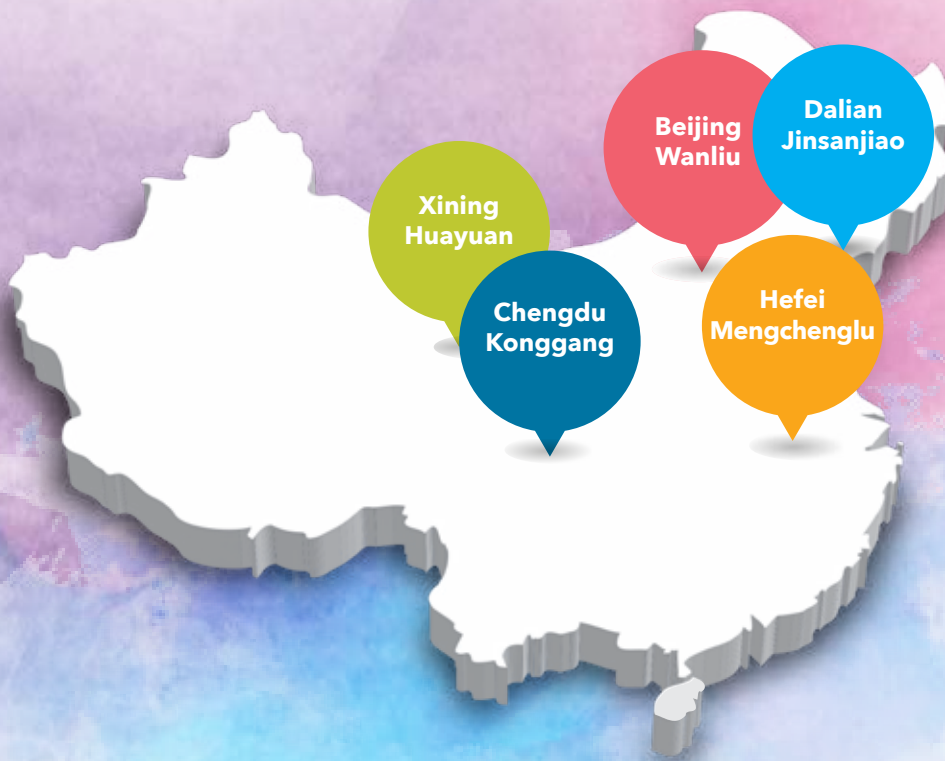 Beijing
Wanliu
Dalian
Jinsanjiao
Xining
Huayuan
Chengdu
Konggang
Hefei
Mengchenglu